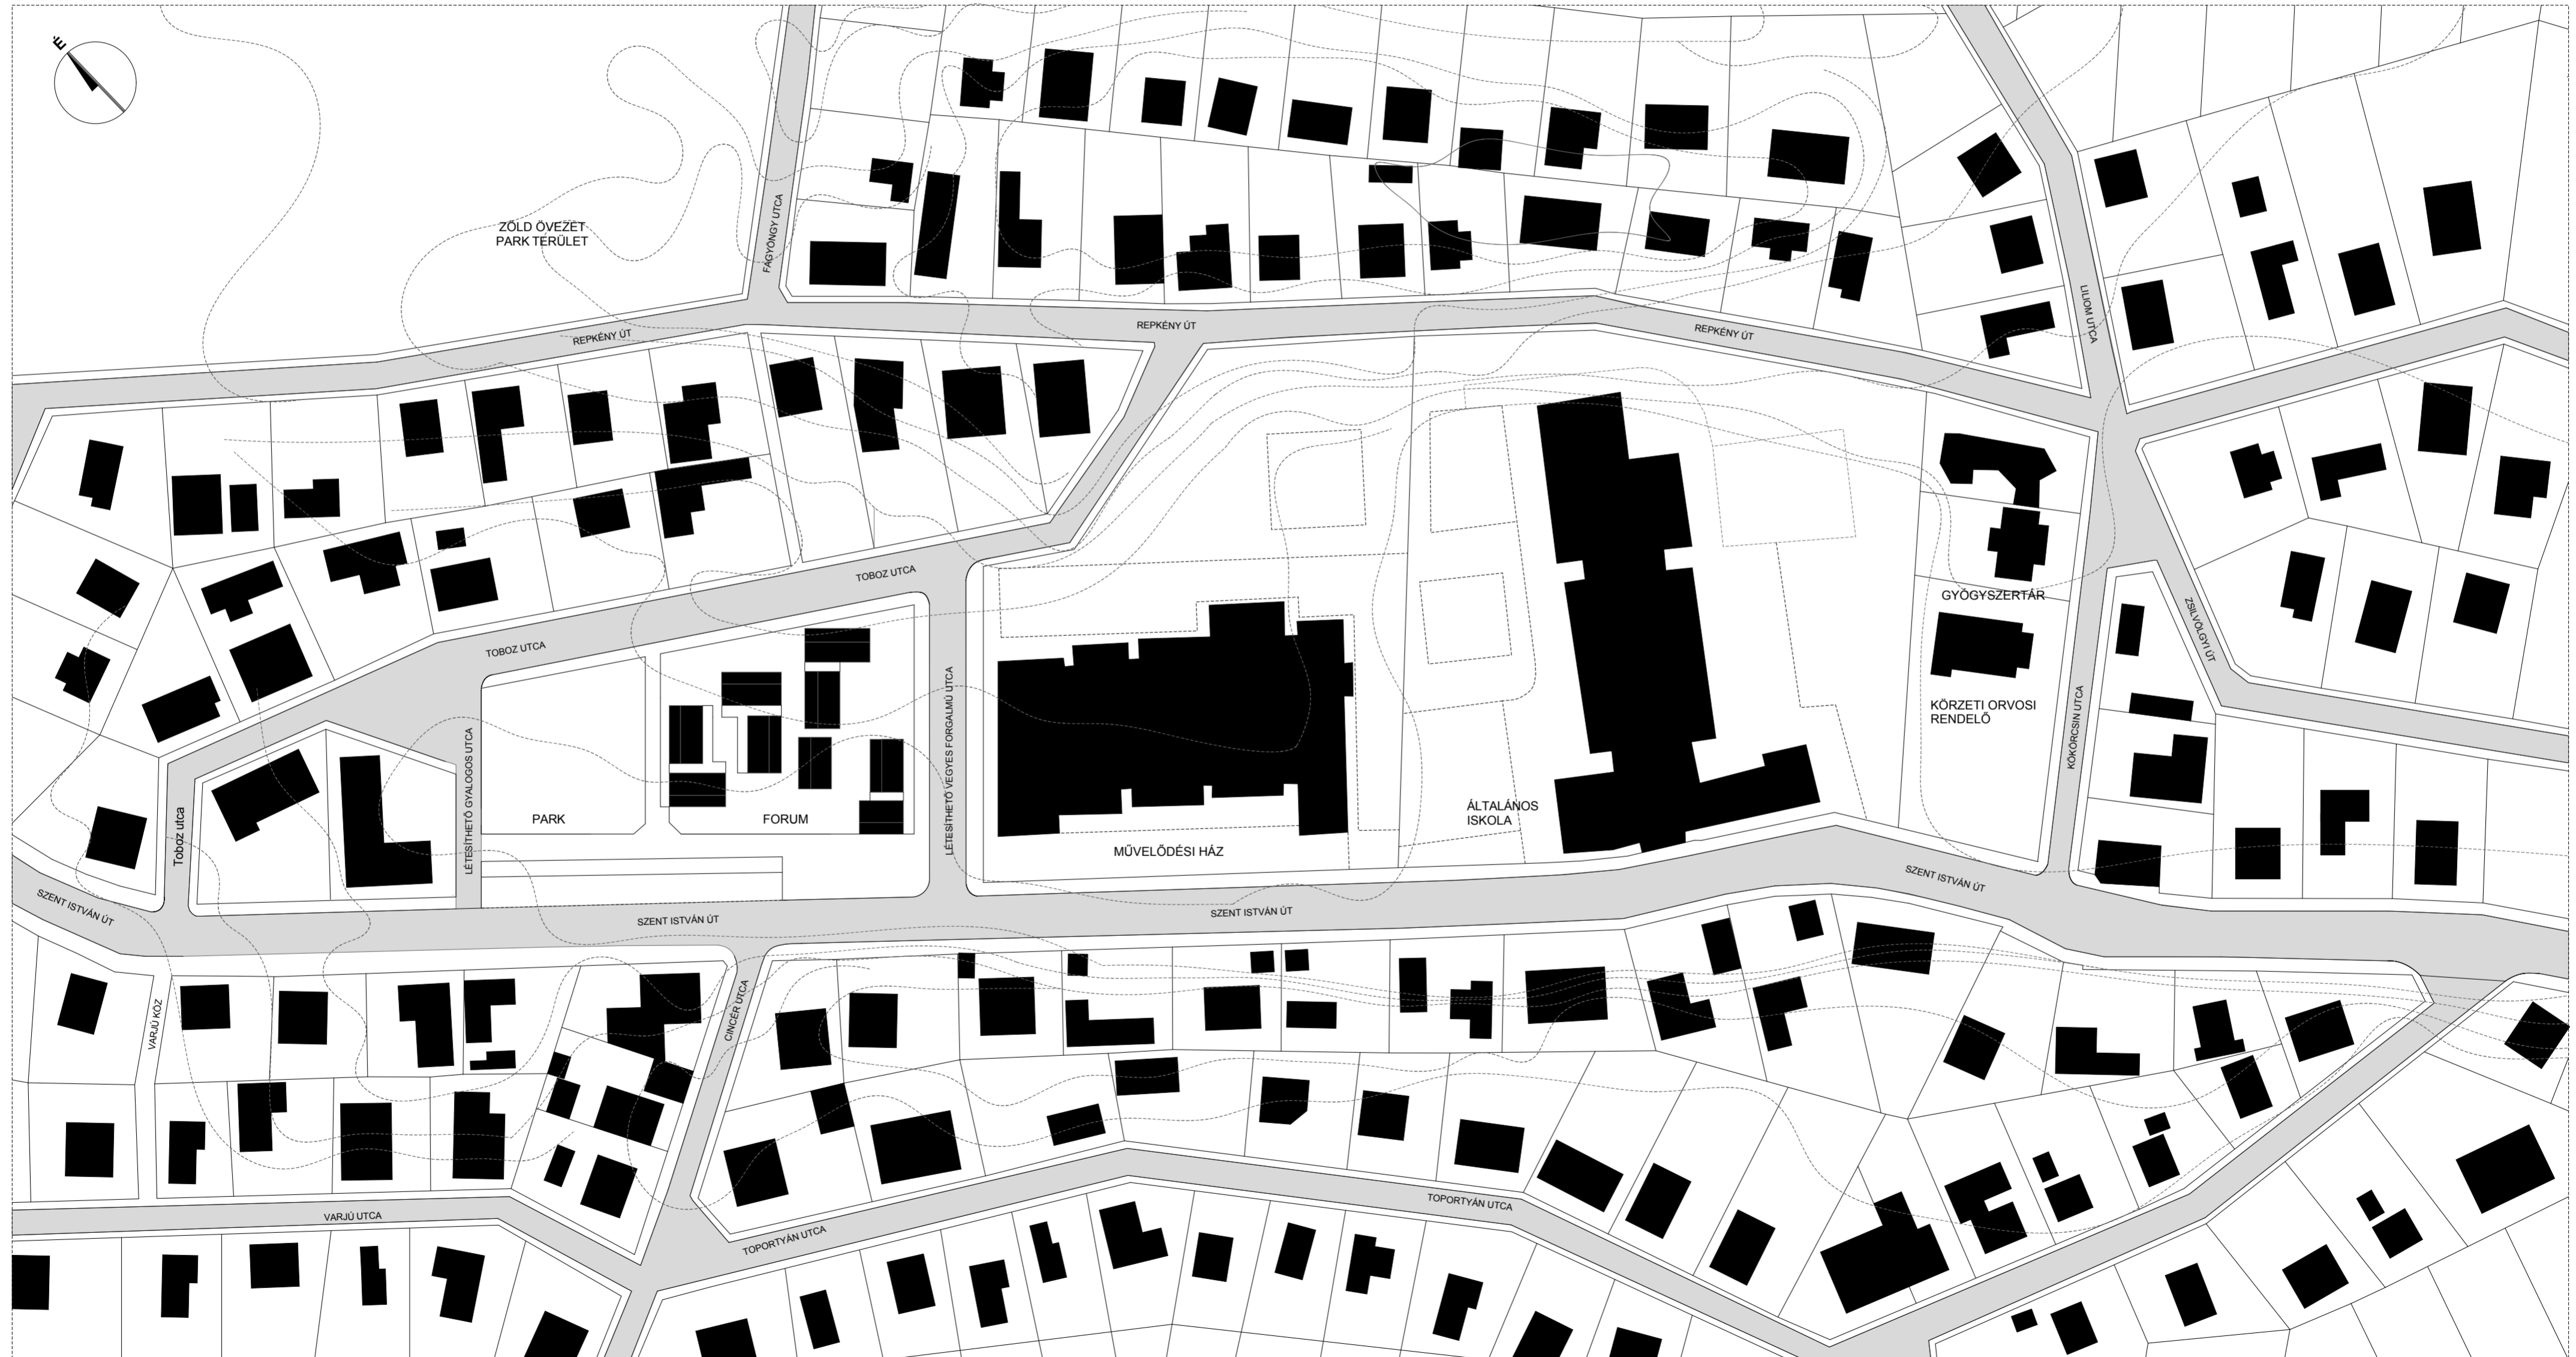 É
ZÖLD ÖVEZET
PARK TERÜLET
FAGYÖNGY UTCA
REPKÉNY ÚT
REPKÉNY ÚT
REPKÉNY ÚT
LILIOM UTCA
TOBOZ UTCA
TOBOZ UTCA
Toboz utca
LÉTESÍTHETŐ GYALOGOS UTCA
PARK
FORUM
LÉTESÍTHETŐ VEGYES FORGALMÚ UTCA
MŰVELŐDÉSI HÁZ
ÁLTALÁNOS
ISKOLA
GYÓGYSZERTÁR
KÖRZETI ORVOSI
RENDELŐ
KÖKÖRCSIN UTCA
ZSILVÖLGYI ÚT
SZENT ISTVÁN ÚT
SZENT ISTVÁN ÚT
SZENT ISTVÁN ÚT
SZENT ISTVÁN ÚT
VARJÚ KÖZ
CINCÉR UTCA
VARJÚ UTCA
TOPORTYÁN UTCA
TOPORTYÁN UTCA